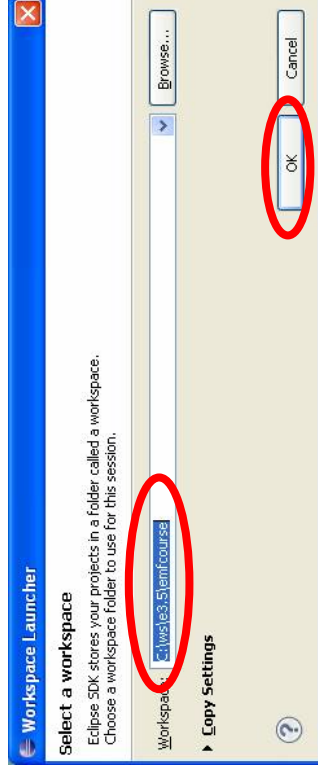 Workspace Launcher
Select a workspace
Eclipse SDK stores your projects in a folder called a workspace.
Choose a workspace folder to use for this session.
Workspace: C:\ws\e3.5\emfcourse Browse...
Copy Settings
? OK Cancel